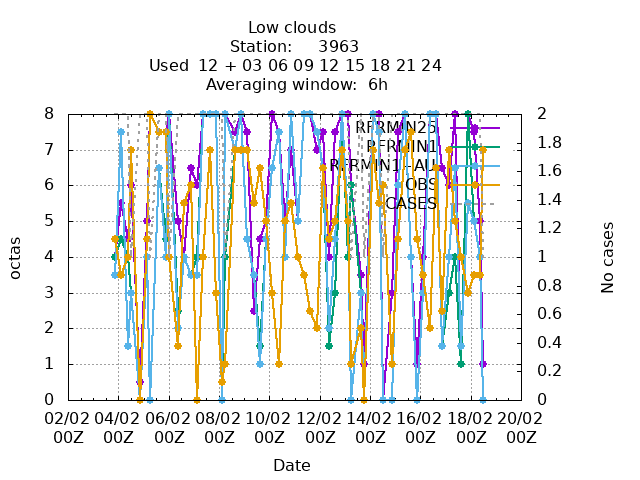 Low clouds
Station:     3963
Used  12 + 03 06 09 12 15 18 21 24
Averaging window:  6h
octas
No cases
8
7
6
5
4
3
2
1
0
2
1.8
1.6
1.4
1.2
1
0.8
0.6
0.4
0.2
0
RFRMIN25
RFRMIN1
RFRMIN1-AU
OBS
CASES
02/02 04/02 06/02 08/02 10/02 12/02 14/02 16/02 18/02 20/02
00Z 00Z 00Z 00Z 00Z 00Z 00Z 00Z 00Z 00Z
Date